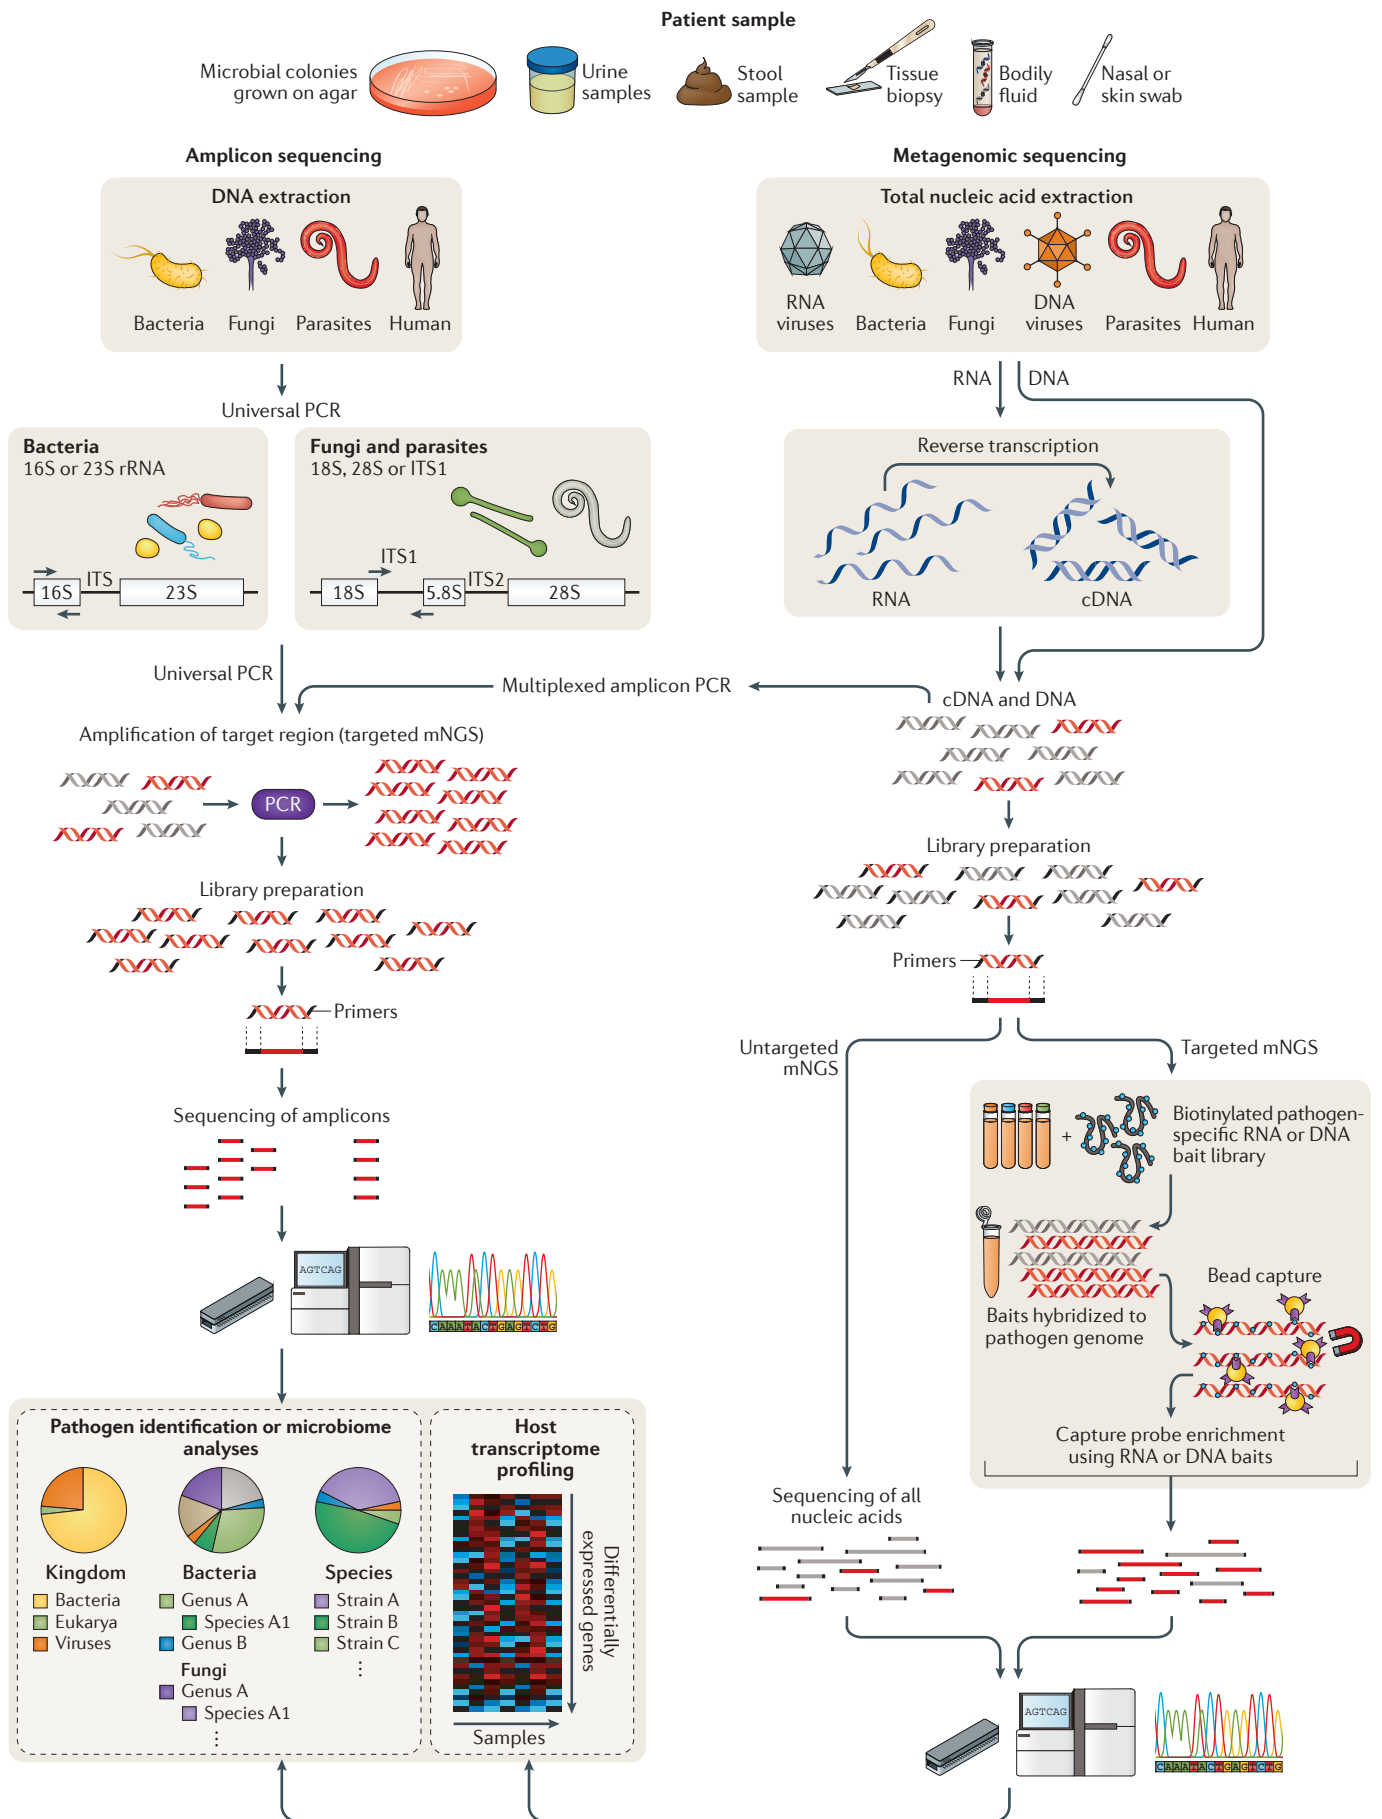 Patient sample
Microbial colonies
grown on agar
Urine
samples
Stool
sample
Tissue
biopsy
Bodily
fluid
Nasal or
skin swab
Amplicon sequencing
DNA extraction
Bacteria
Fungi
Parasites
Human
Universal PCR
Bacteria
16S or 23S rRNA
ITS
16S
23S
Fungi and parasites
18S, 28S or ITS1
ITS1
ITS2
18S
5.8S
28S
Universal PCR
Multiplexed amplicon PCR
Amplification of target region (targeted mNGS)
PCR
Library preparation
Primers
Sequencing of amplicons
AGTCAG
CAAATACTGAGTCTG
Pathogen identification or microbiome
analyses
Kingdom
Bacteria
Eukarya
Viruses
Bacteria
Genus A
Species A1
Genus B
Fungi
Genus A
Species A1
⋮
Species
Strain A
Strain B
Strain C
⋮
Host
transcriptome
profiling
Differentially
expressed genes
Samples
Metagenomic sequencing
Total nucleic acid extraction
RNA
viruses
Bacteria
Fungi
DNA
viruses
Parasites
Human
RNA
DNA
Reverse transcription
RNA
cDNA
cDNA and DNA
Library preparation
Primers
Untargeted
mNGS
Targeted mNGS
+
Biotinylated pathogen-
specific RNA or DNA
bait library
Baits hybridized to
pathogen genome
Bead capture
Capture probe enrichment
using RNA or DNA baits
Sequencing of all
nucleic acids
AGTCAG
CAAATACTGAGTCTG